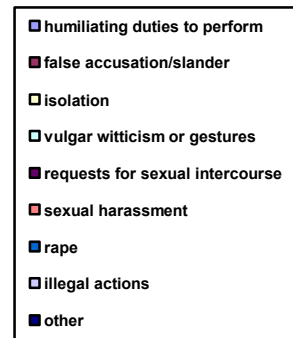 humiliating duties to perform
false accusation/slander
isolation
vulgar witticism or gestures
requests for sexual intercourse
sexual harassment
rape
illegal actions
other